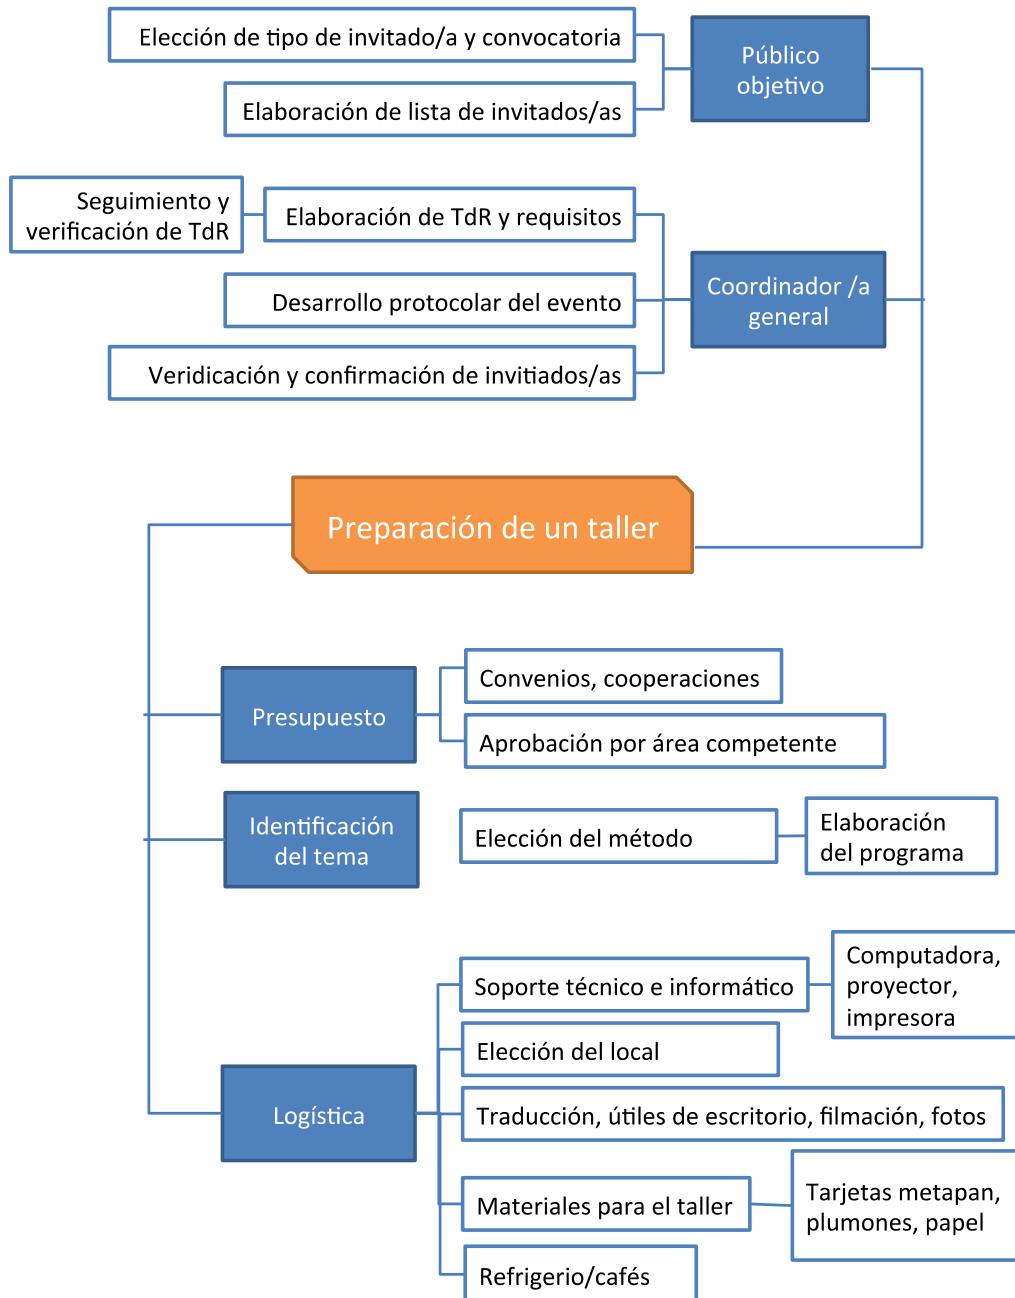 Elección de tipo de invitado/a y convocatoria
Público
objetivo
Elaboración de lista de invitados/as
Seguimiento y
verificación de TdR
Elaboración de TdR y requisitos
Desarrollo protocolar del evento
Coordinador /a
general
Veridicación y confirmación de invitiados/as
Preparación de un taller
Presupuesto
Convenios, cooperaciones
Aprobación por área competente
Identificación
del tema
Elección del método
Elaboración
del programa
Logística
Soporte técnico e informático
Computadora,
proyector,
impresora
Elección del local
Traducción, útiles de escritorio, filmación, fotos
Materiales para el taller
Tarjetas metapan,
plumones, papel
Refrigerio/cafés